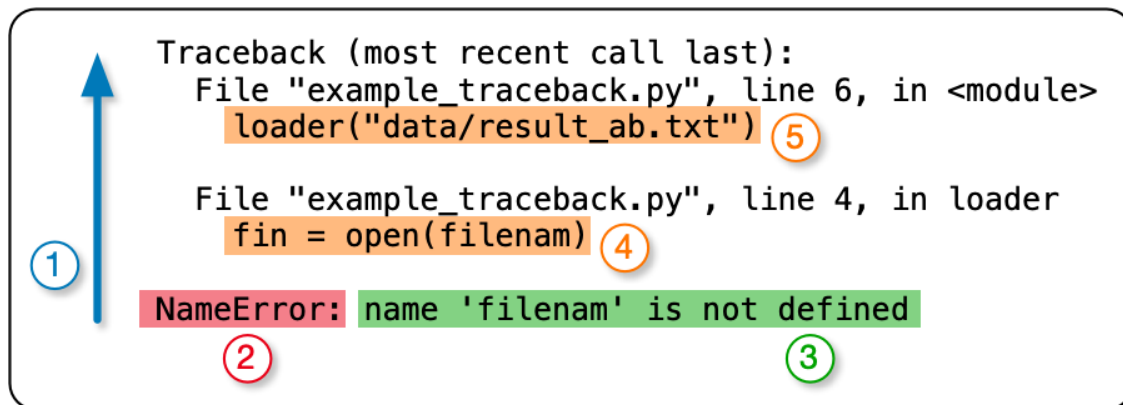 Traceback (most recent call last):
File "example_traceback.py", line 6, in <module>
loader("data/result_ab.txt")
5
File "example_traceback.py", line 4, in loader
fin = open(filenam)
4
1
NameError: name 'filenam' is not defined
2
3